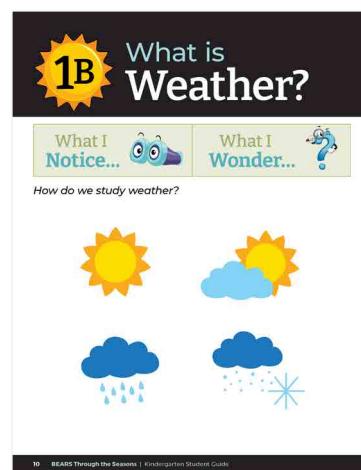 1B
What is
Weather?
What I
Notice...
What I
Wonder...
How do we study weather?
10 BEARS Through the Seasons | Kindergarten Student Guide